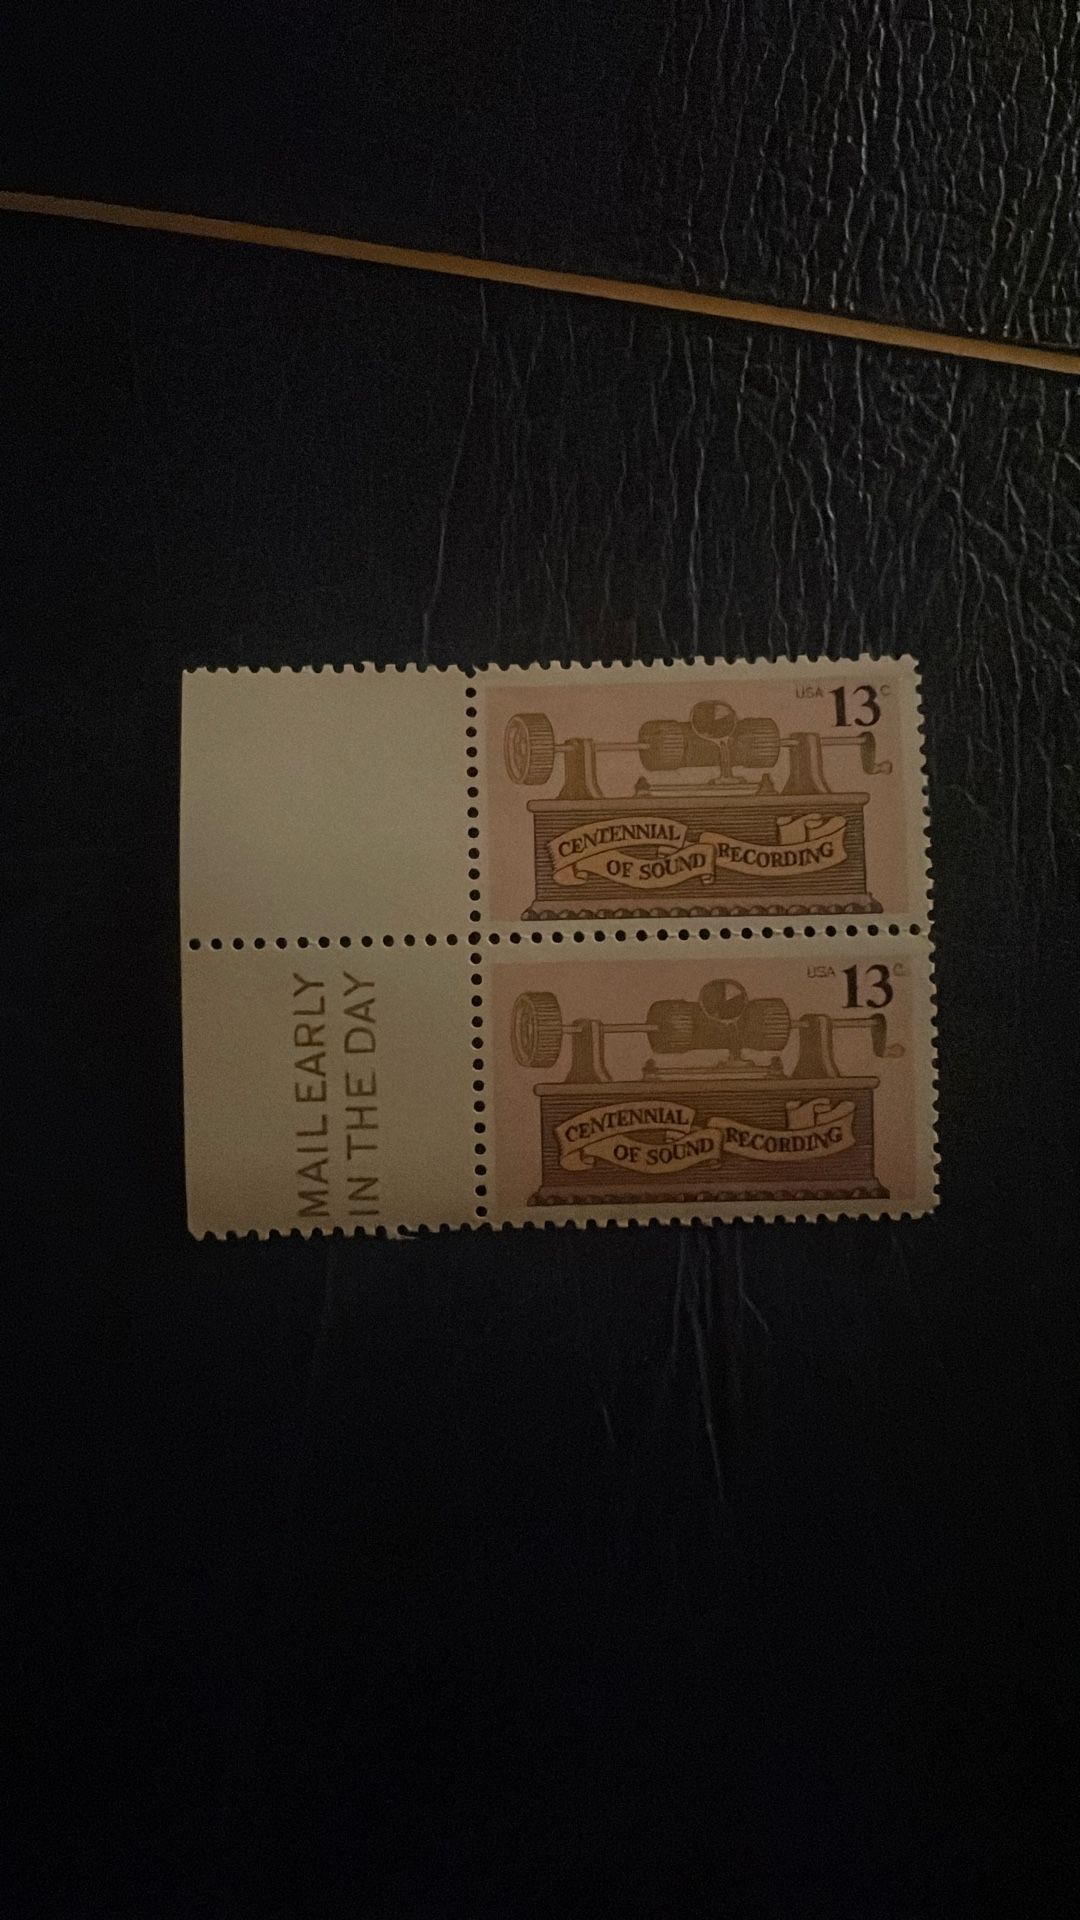 USA 13c
CENTENNIAL
OF SOUND RECORDING
USA 13c
CENTENNIAL
OF SOUND RECORDING
MAIL EARLY
IN THE DAY